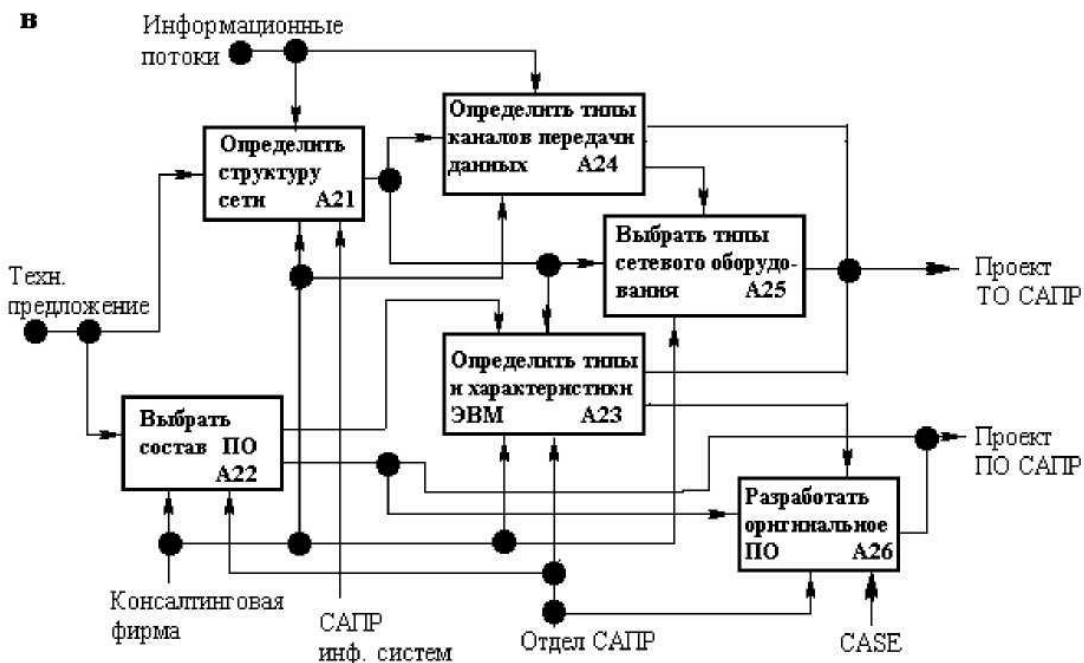 в
Информационные
потоки
Определить типы
каналов передачи
данных А24
Определить
структуру
сети А21
Выбрать типы
сетевого оборудо-
вания А25
Техн.
предложение
Проект
ТО САПР
Определить типы
и характеристики
ЭВМ А23
Выбрать
состав ПО
А22
Проект
ПО САПР
Разработать
оригинальное
ПО А26
Консалтинговая
фирма
САПР
инф. систем
Отдел САПР
CASE